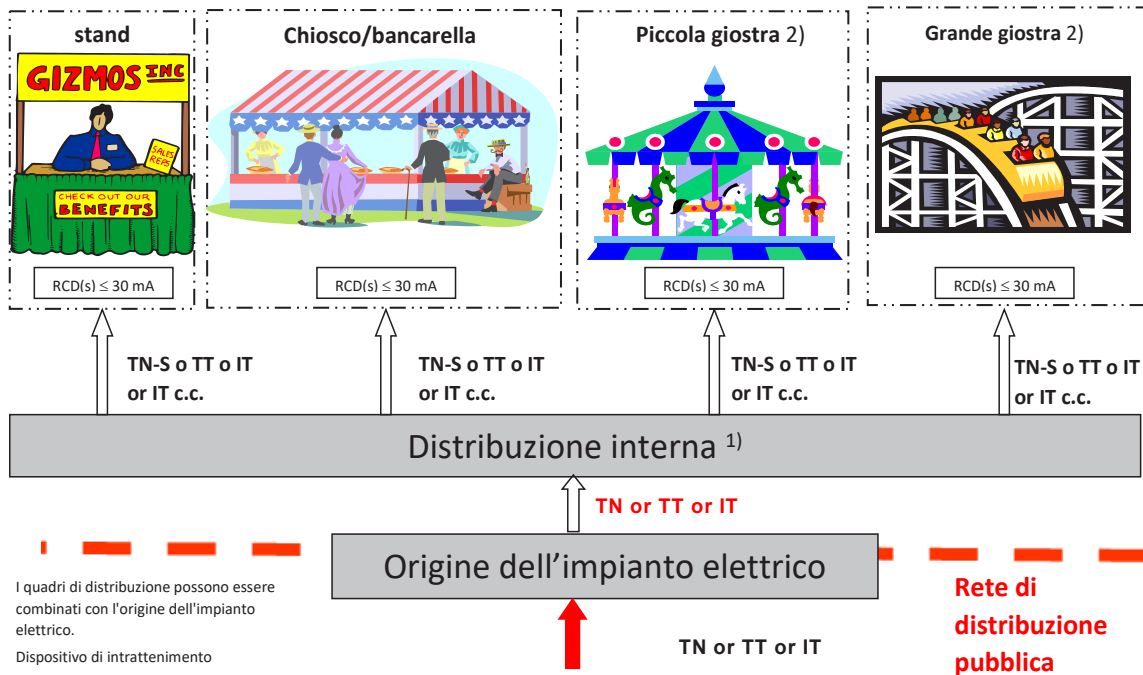 stand
Chiosco/bancarella
Piccola giostra 2)
Grande giostra 2)
GIZMOS INC
SALES
REPS
CHECK OUT OUR
BENEFITS
RCD(s) ≤ 30 mA
RCD(s) ≤ 30 mA
RCD(s) ≤ 30 mA
RCD(s) ≤ 30 mA
TN-S o TT o IT
or IT c.c.
TN-S o TT o IT
or IT c.c.
TN-S o TT o IT
or IT c.c.
TN-S o TT o IT
or IT c.c.
Distribuzione interna 1)
TN or TT or IT
Origine dell'impianto elettrico
I quadri di distribuzione possono essere
combinati con l'origine dell'impianto
elettrico.
Dispositivo di intrattenimento
TN or TT or IT
Rete di
distribuzione
pubblica